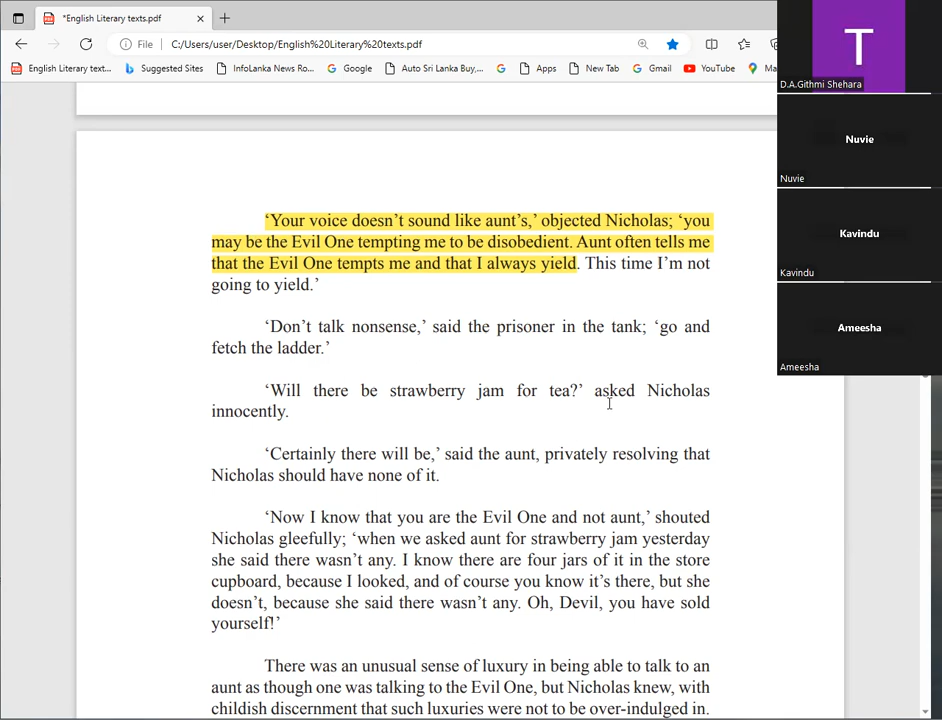 *English Literary texts.pdf
File
C:/Users/user/Desktop/English%20Literary%20texts.pdf
English Literary text...
Suggested Sites
InfoLanka News Ro...
Google
Auto Sri Lanka Buy,...
Apps
New Tab
Gmail
YouTube
Ma
T
D.A.Githmi Shehara
Nuvie
Nuvie
Kavindu
Kavindu
Ameesha
Ameesha
‘Your voice doesn’t sound like aunt’s,’ objected Nicholas; ‘you
may be the Evil One tempting me to be disobedient. Aunt often tells me
that the Evil One tempts me and that I always yield. This time I’m not
going to yield.’
‘Don’t talk nonsense,’ said the prisoner in the tank; ‘go and
fetch the ladder.’
‘Will there be strawberry jam for tea?’ asked Nicholas
innocently.
‘Certainly there will be,’ said the aunt, privately resolving that
Nicholas should have none of it.
‘Now I know that you are the Evil One and not aunt,’ shouted
Nicholas gleefully; ‘when we asked aunt for strawberry jam yesterday
she said there wasn’t any. I know there are four jars of it in the store
cupboard, because I looked, and of course you know it’s there, but she
doesn’t, because she said there wasn’t any. Oh, Devil, you have sold
yourself!’
There was an unusual sense of luxury in being able to talk to an
aunt as though one was talking to the Evil One, but Nicholas knew, with
childish discernment that such luxuries were not to be over-indulged in.